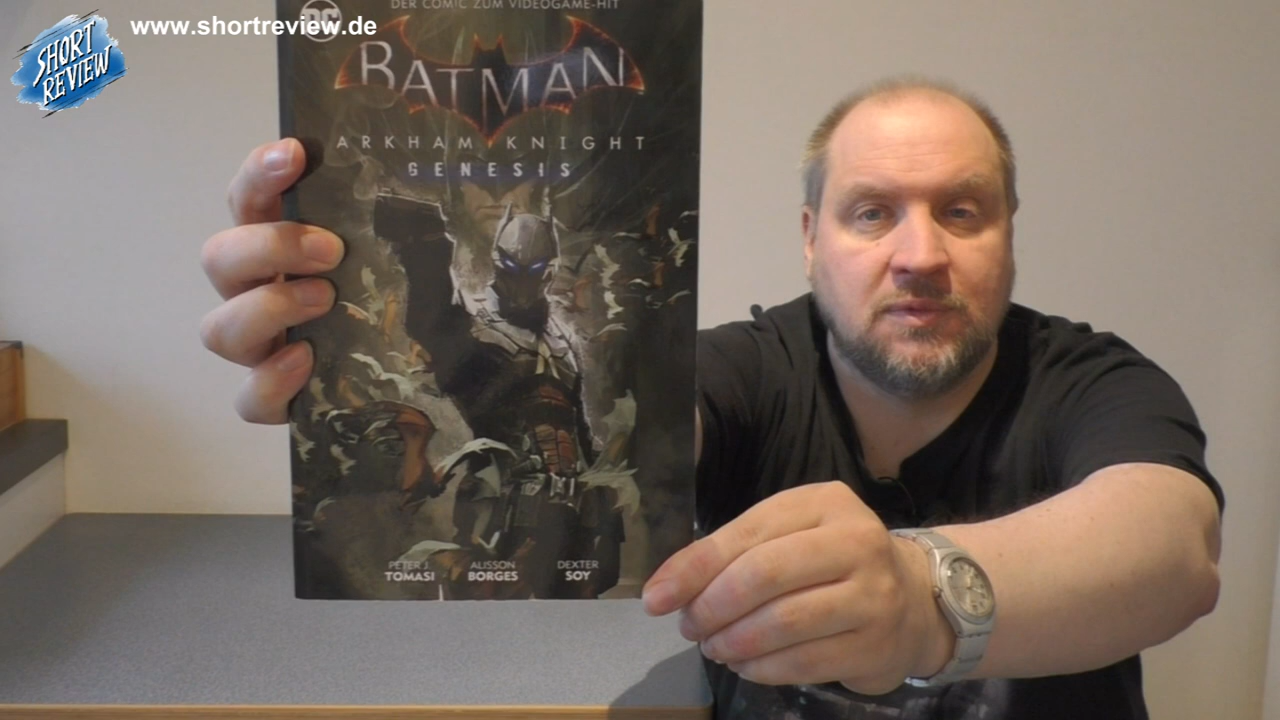 SHORT
REVIEW
www.shortreview.de
DC
DER COMIC ZUM VIDEOGAME-HIT
BATMAN
ARKHAM KNIGHT
GENESIS
PETER J.
TOMASI
ALISSON
BORGES
DEXTER
SOY